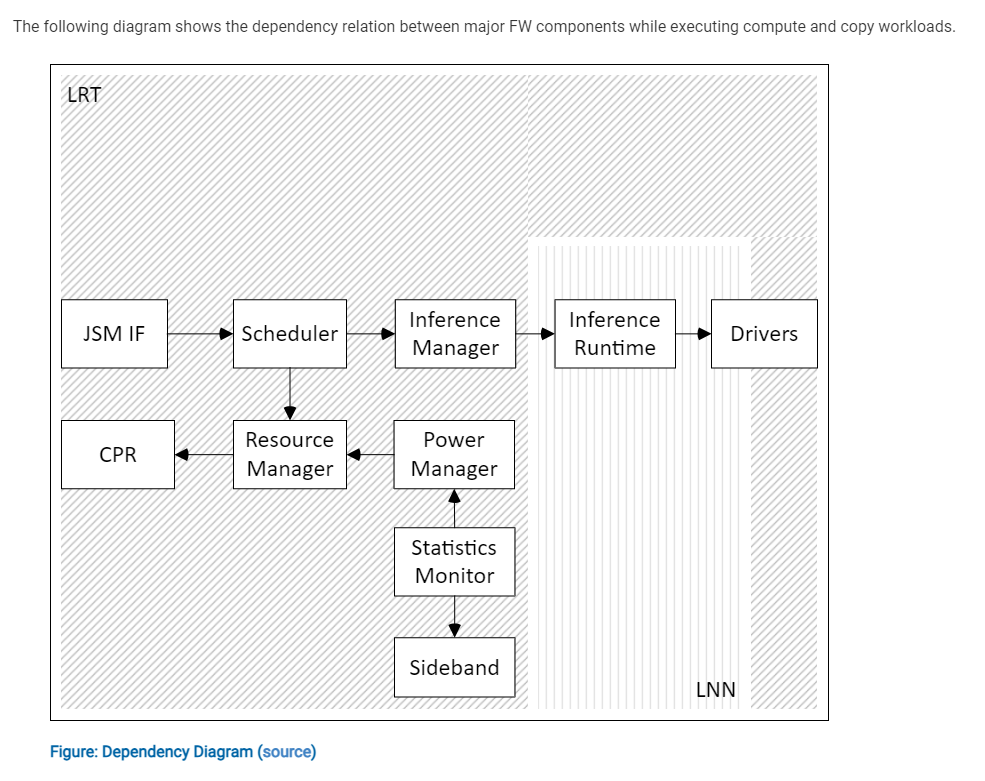 The following diagram shows the dependency relation between major FW components while executing compute and copy workloads.
LRT
JSM IF
Scheduler
Inference
Manager
Inference
Runtime
Drivers
CPR
Resource
Manager
Power
Manager
Statistics
Monitor
Sideband
LNN
Figure: Dependency Diagram (source)